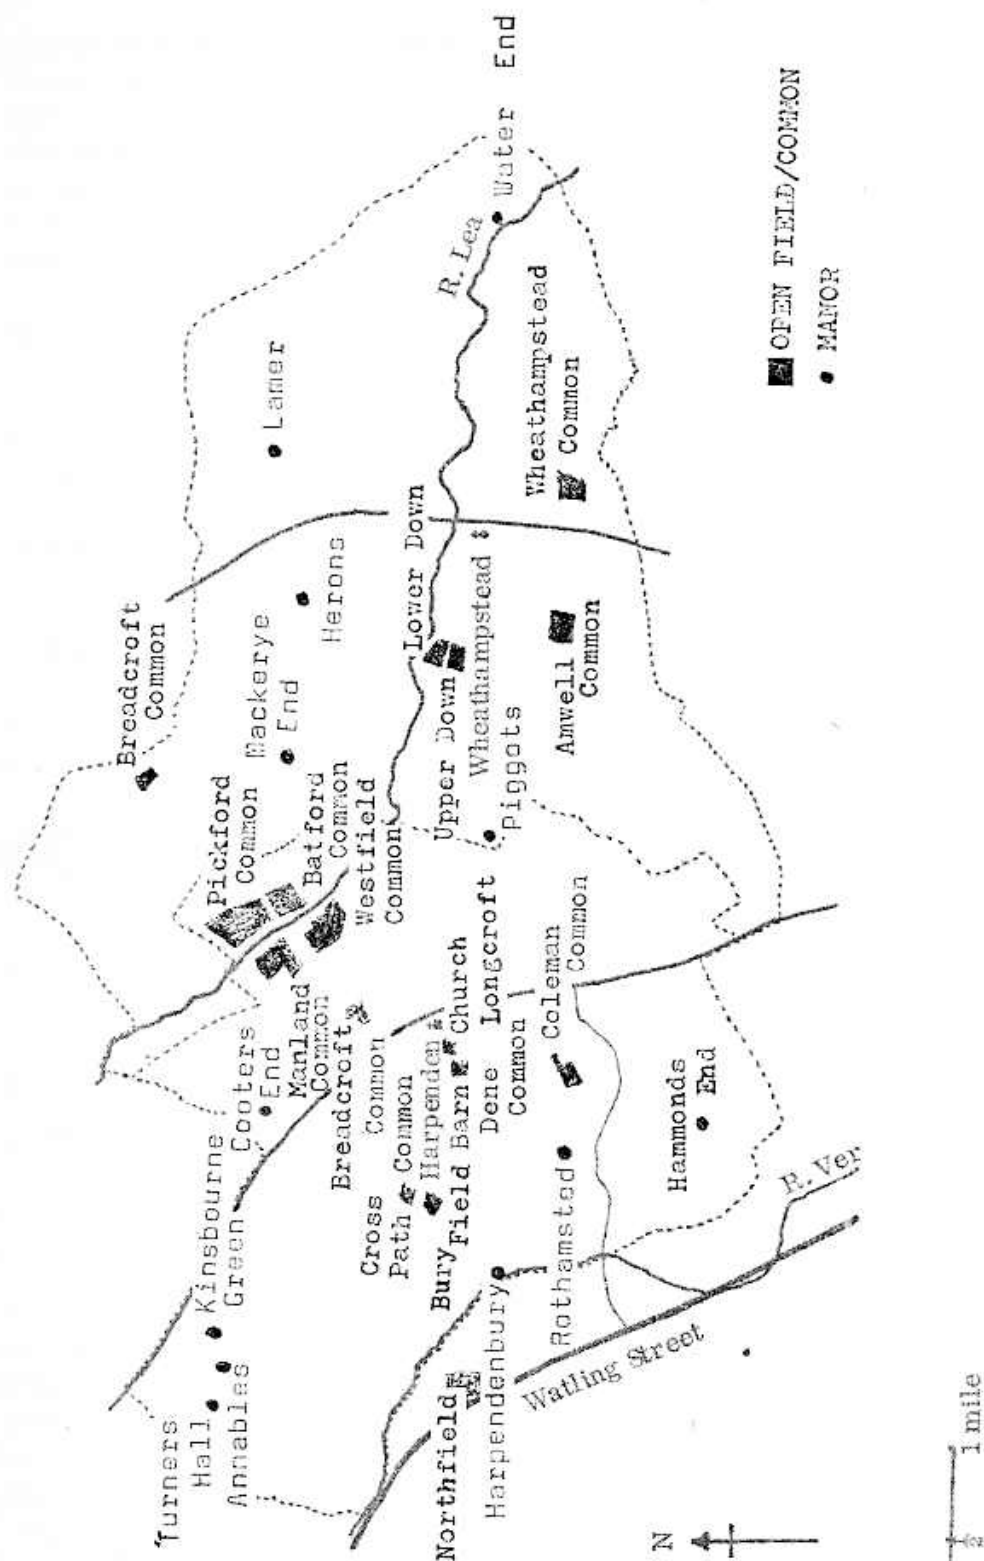 Turners
Hall
Annables
Kinsbourne
Green
Cooters
End
Manland
Common
Breadcroft
Common
Cross
Path Common
Harpenden
Bury
Field Barn Church
Dene Longcroft
Common
Coleman
Common
Northfield
Harpendenbury
Rothamsted
Hammonds
End
R. Ver
Watling Street
Pickford
Common
Batford
Common
Westfield
Common
Breadcroft
Common
Mackerye
End
Herons
Lamer
Lower Down
Upper Down
Wheathampstead
Piggots
Amwell
Common
Wheathampstead
Common
R. Lea
Water End
OPEN FIELD/COMMON
MANOR
N
1 mile